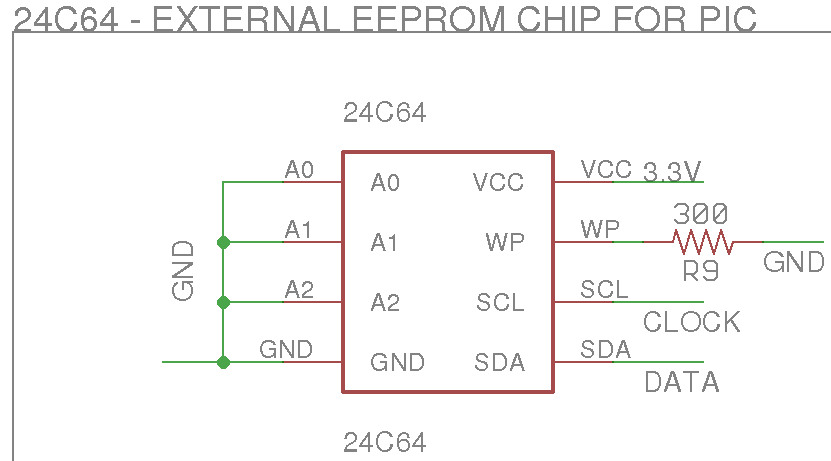 24C64 - EXTERNAL EEPROM CHIP FOR PIC
24C64
A0 A0 VCC VCC 3.3V
300
A1 A1 WP WP
R9 GND
GND
A2 A2 SCL SCL
CLOCK
GND GND SDA SDA
DATA
24C64